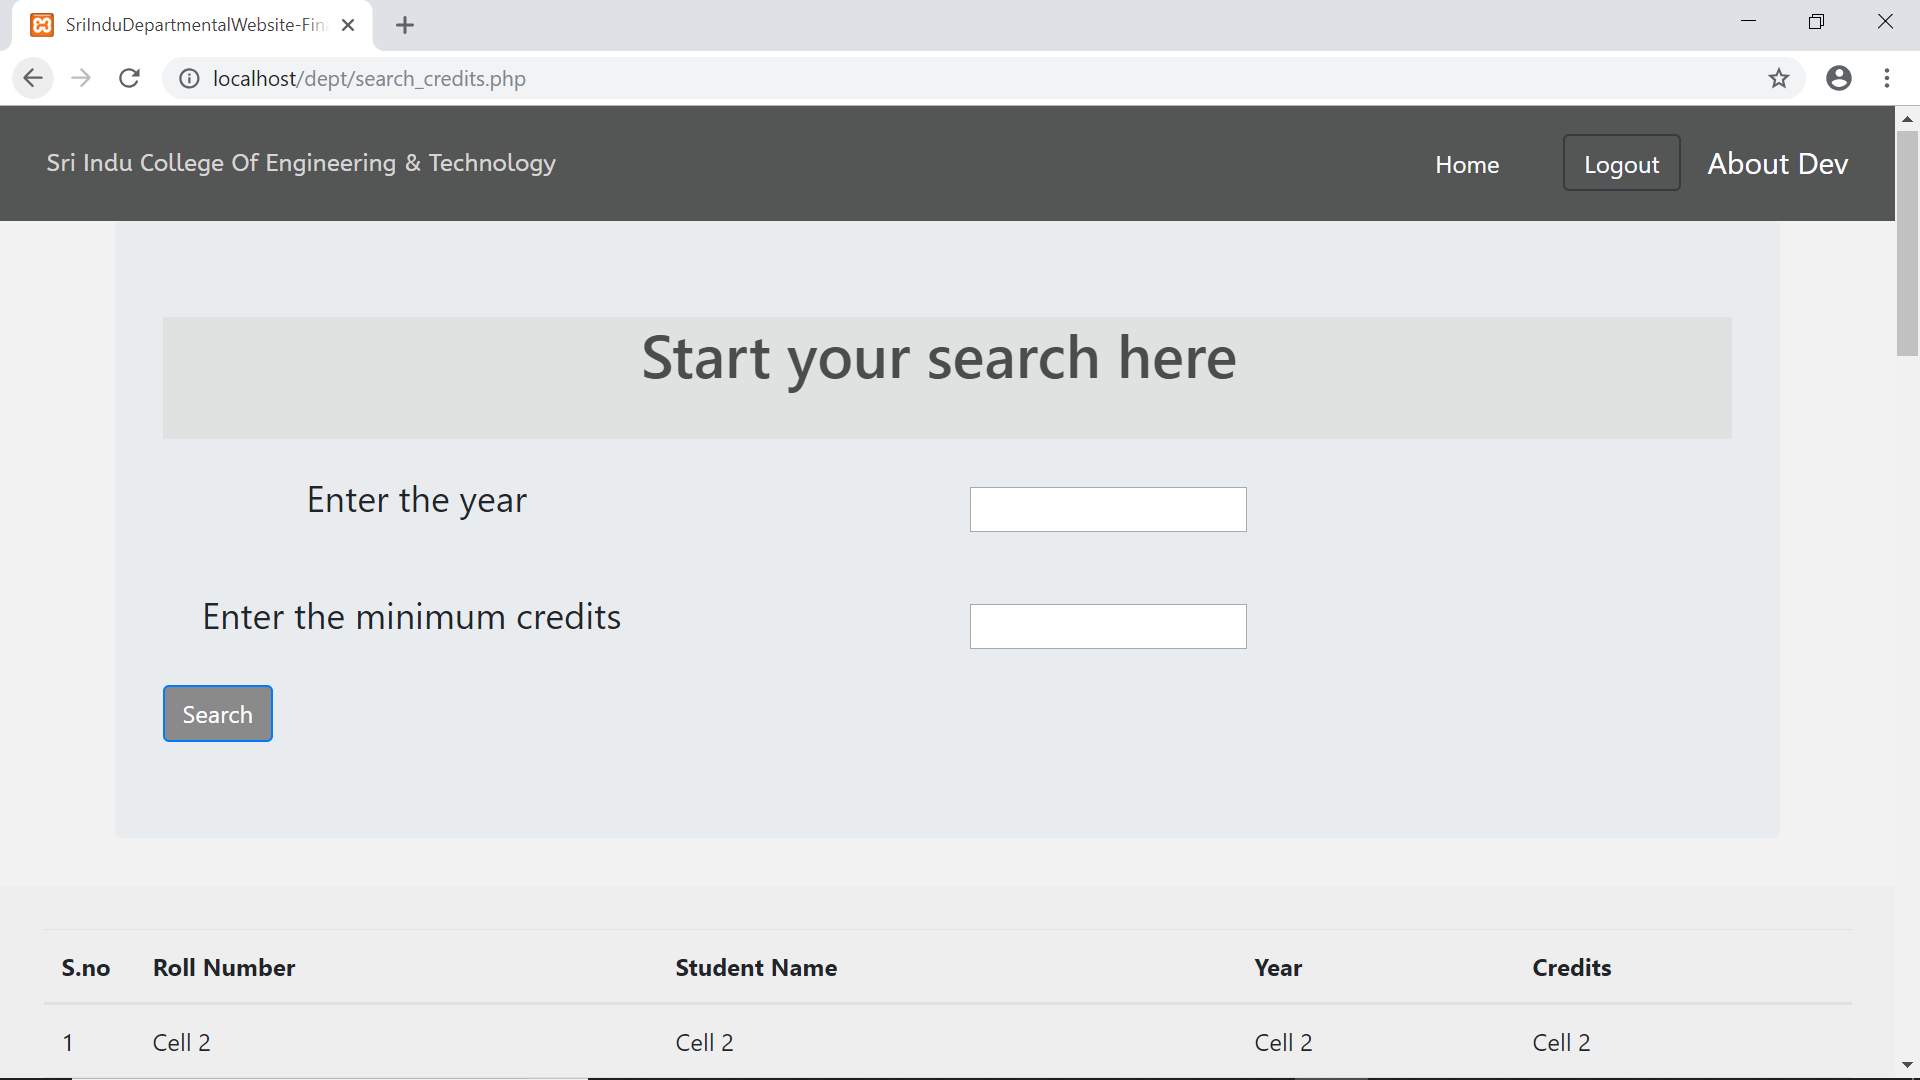 SriInduDepartmentalWebsite-Fin
localhost/dept/search_credits.php
Sri Indu College Of Engineering & Technology
Home
Logout
About Dev
Start your search here
Enter the year
Enter the minimum credits
Search
S.no Roll Number Student Name Year Credits
1 Cell 2 Cell 2 Cell 2 Cell 2